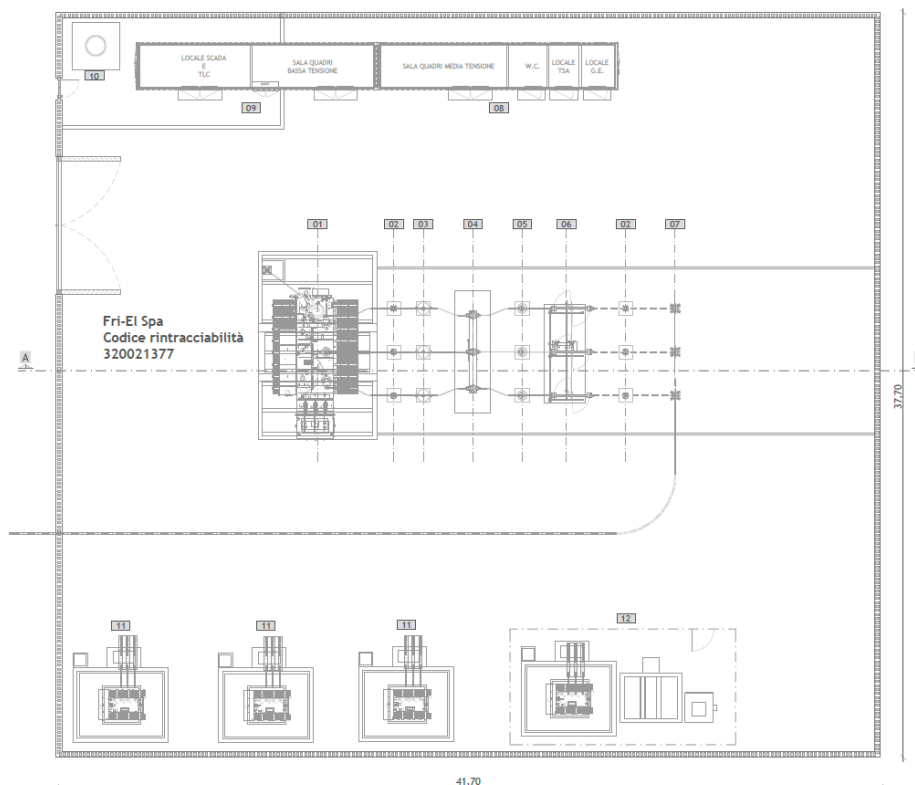 LOCALE SCADA
E
TLC
SALA QUADRI
BASSA TENSIONE
SALA QUADRI MEDIA TENSIONE
W.C.
LOCALE
TSA
LOCALE
G.E.
10
09
08
01
02
03
04
05
06
02
07
Fri-El Spa
Codice rintracciabilità
320021377
A
37,70
11
11
11
12
41,70